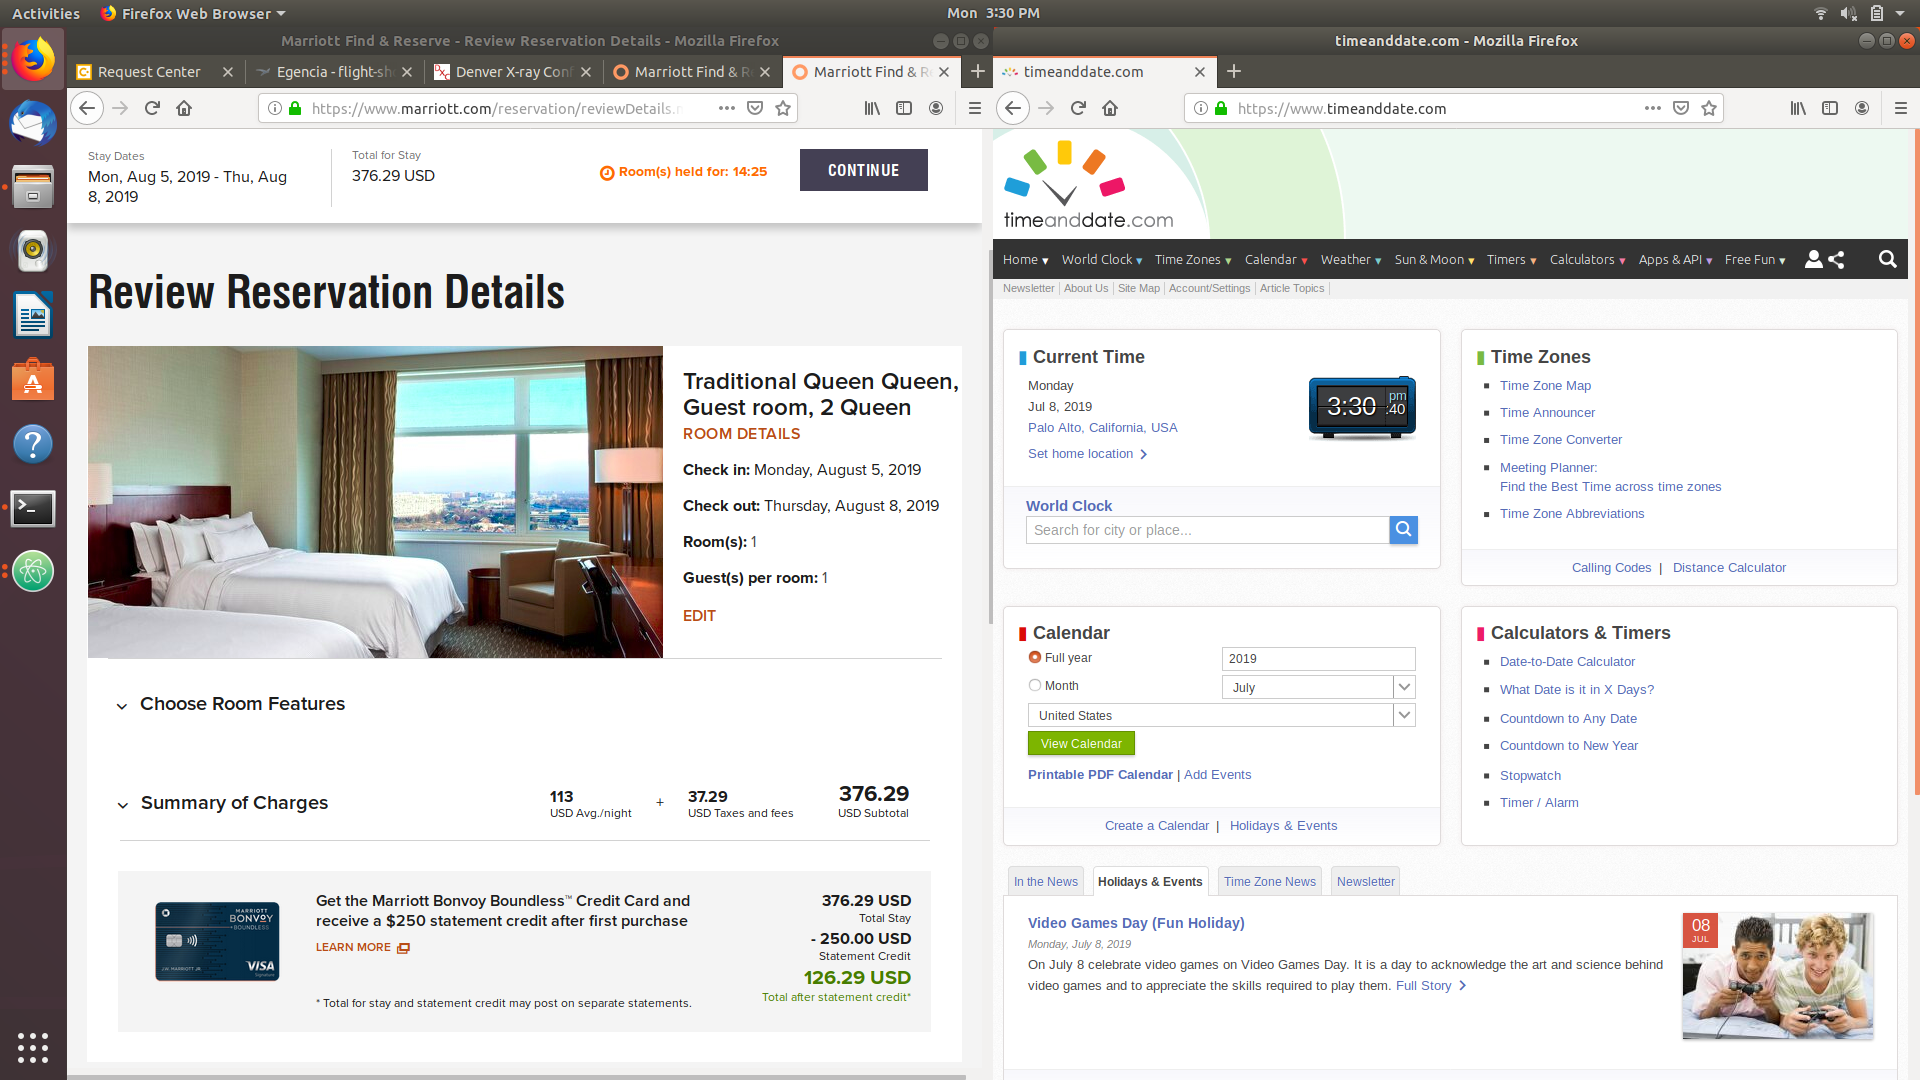 Activities
Firefox Web Browser
Mon 3:30 PM
Marriott Find & Reserve - Review Reservation Details - Mozilla Firefox
Request Center
Egencia - flight-sh
Denver X-ray Conf
Marriott Find & R
Marriott Find & R
https://www.marriott.com/reservation/reviewDetails.m
Stay Dates
Mon, Aug 5, 2019 - Thu, Aug
8, 2019
Total for Stay
376.29 USD
Room(s) held for: 14:25
CONTINUE
Review Reservation Details
Traditional Queen Queen,
Guest room, 2 Queen
ROOM DETAILS
Check in: Monday, August 5, 2019
Check out: Thursday, August 8, 2019
Room(s): 1
Guest(s) per room: 1
EDIT
Choose Room Features
Summary of Charges
113
USD Avg./night
+
37.29
USD Taxes and fees
376.29
USD Subtotal
MARRIOTT
BONVOY
BOUNDLESS
J.W. MARRIOTT JR
VISA
Signature
Get the Marriott Bonvoy Boundless™ Credit Card and
receive a $250 statement credit after first purchase
LEARN MORE
* Total for stay and statement credit may post on separate statements.
376.29 USD
Total Stay
- 250.00 USD
Statement Credit
126.29 USD
Total after statement credit*
timeanddate.com - Mozilla Firefox
timeanddate.com
https://www.timeanddate.com
timeanddate.com
Home
World Clock
Time Zones
Calendar
Weather
Sun & Moon
Timers
Calculators
Apps & API
Free Fun
Newsletter
About Us
Site Map
Account/Settings
Article Topics
Current Time
Monday
Jul 8, 2019
Palo Alto, California, USA
Set home location
3:30 pm :40
World Clock
Search for city or place...
Time Zones
Time Zone Map
Time Announcer
Time Zone Converter
Meeting Planner:
Find the Best Time across time zones
Time Zone Abbreviations
Calling Codes | Distance Calculator
Calendar
Full year
2019
Month
July
United States
View Calendar
Printable PDF Calendar | Add Events
Create a Calendar | Holidays & Events
Calculators & Timers
Date-to-Date Calculator
What Date is it in X Days?
Countdown to Any Date
Countdown to New Year
Stopwatch
Timer / Alarm
In the News
Holidays & Events
Time Zone News
Newsletter
Video Games Day (Fun Holiday)
Monday, July 8, 2019
On July 8 celebrate video games on Video Games Day. It is a day to acknowledge the art and science behind
video games and to appreciate the skills required to play them. Full Story
08
JUL